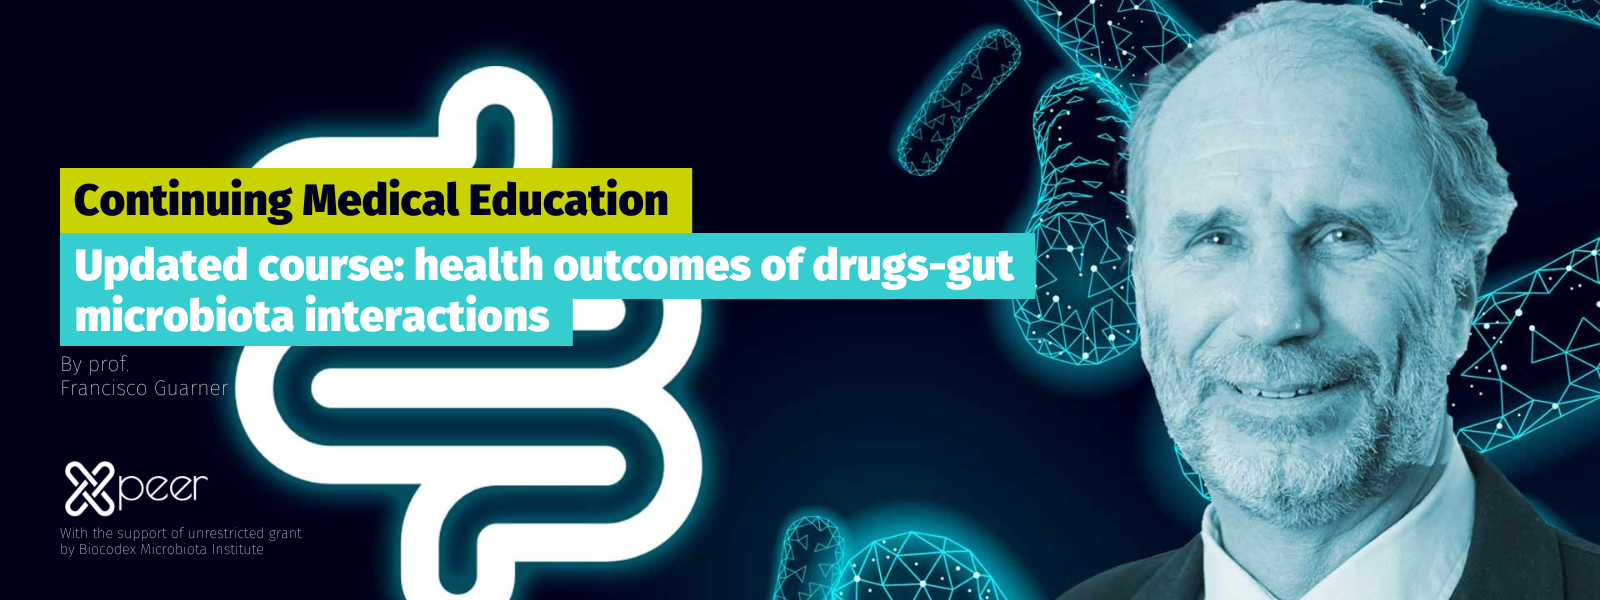 Continuing Medical Education
Updated course: health outcomes of drugs-gut
microbiota interactions
By prof.
Francisco Guarner
Xpeer
With the support of unrestricted grant
by Biocodex Microbiota Institute